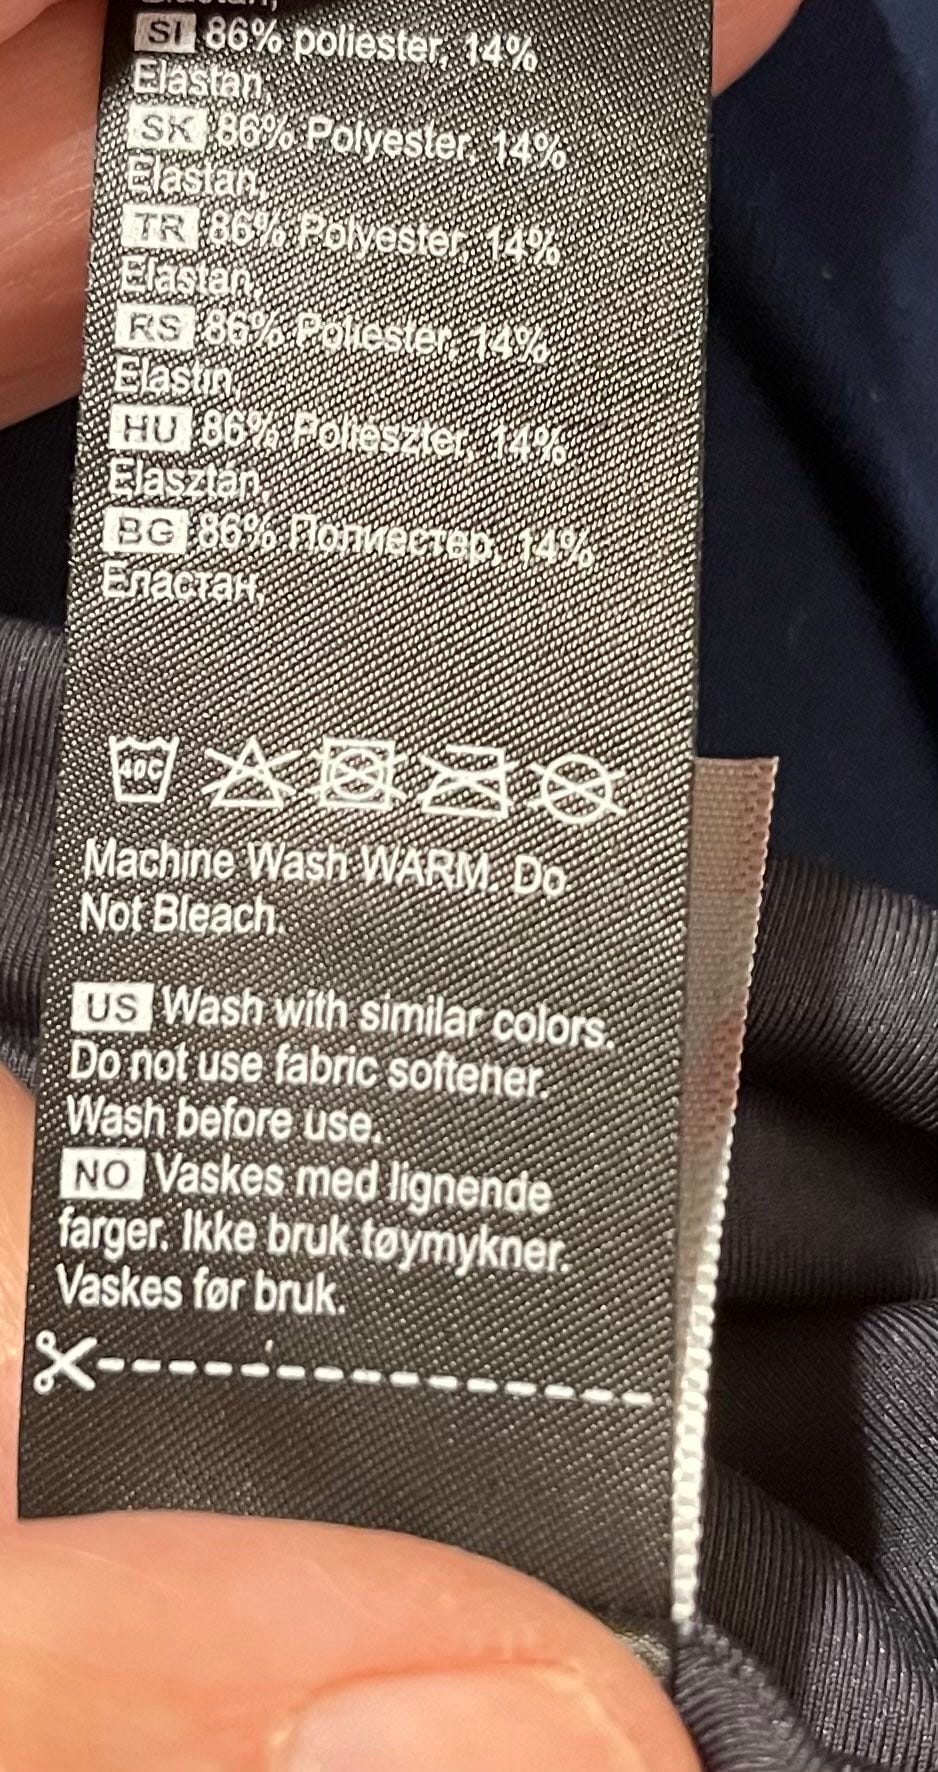 Elastan,
SI 86% poliester, 14%
Elastan,
SK 86% Polyester, 14%
Elastan,
TR 86% Polyester, 14%
Elastan,
RS 86% Poliester, 14%
Elastin,
HU 86% Poliészter, 14%
Elasztán,
BG 86% Полиестер, 14%
Еластан,
40C
Machine Wash WARM. Do
Not Bleach.
US Wash with similar colors.
Do not use fabric softener.
Wash before use.
NO Vaskes med lignende
farger. Ikke bruk tøymykner.
Vaskes før bruk.